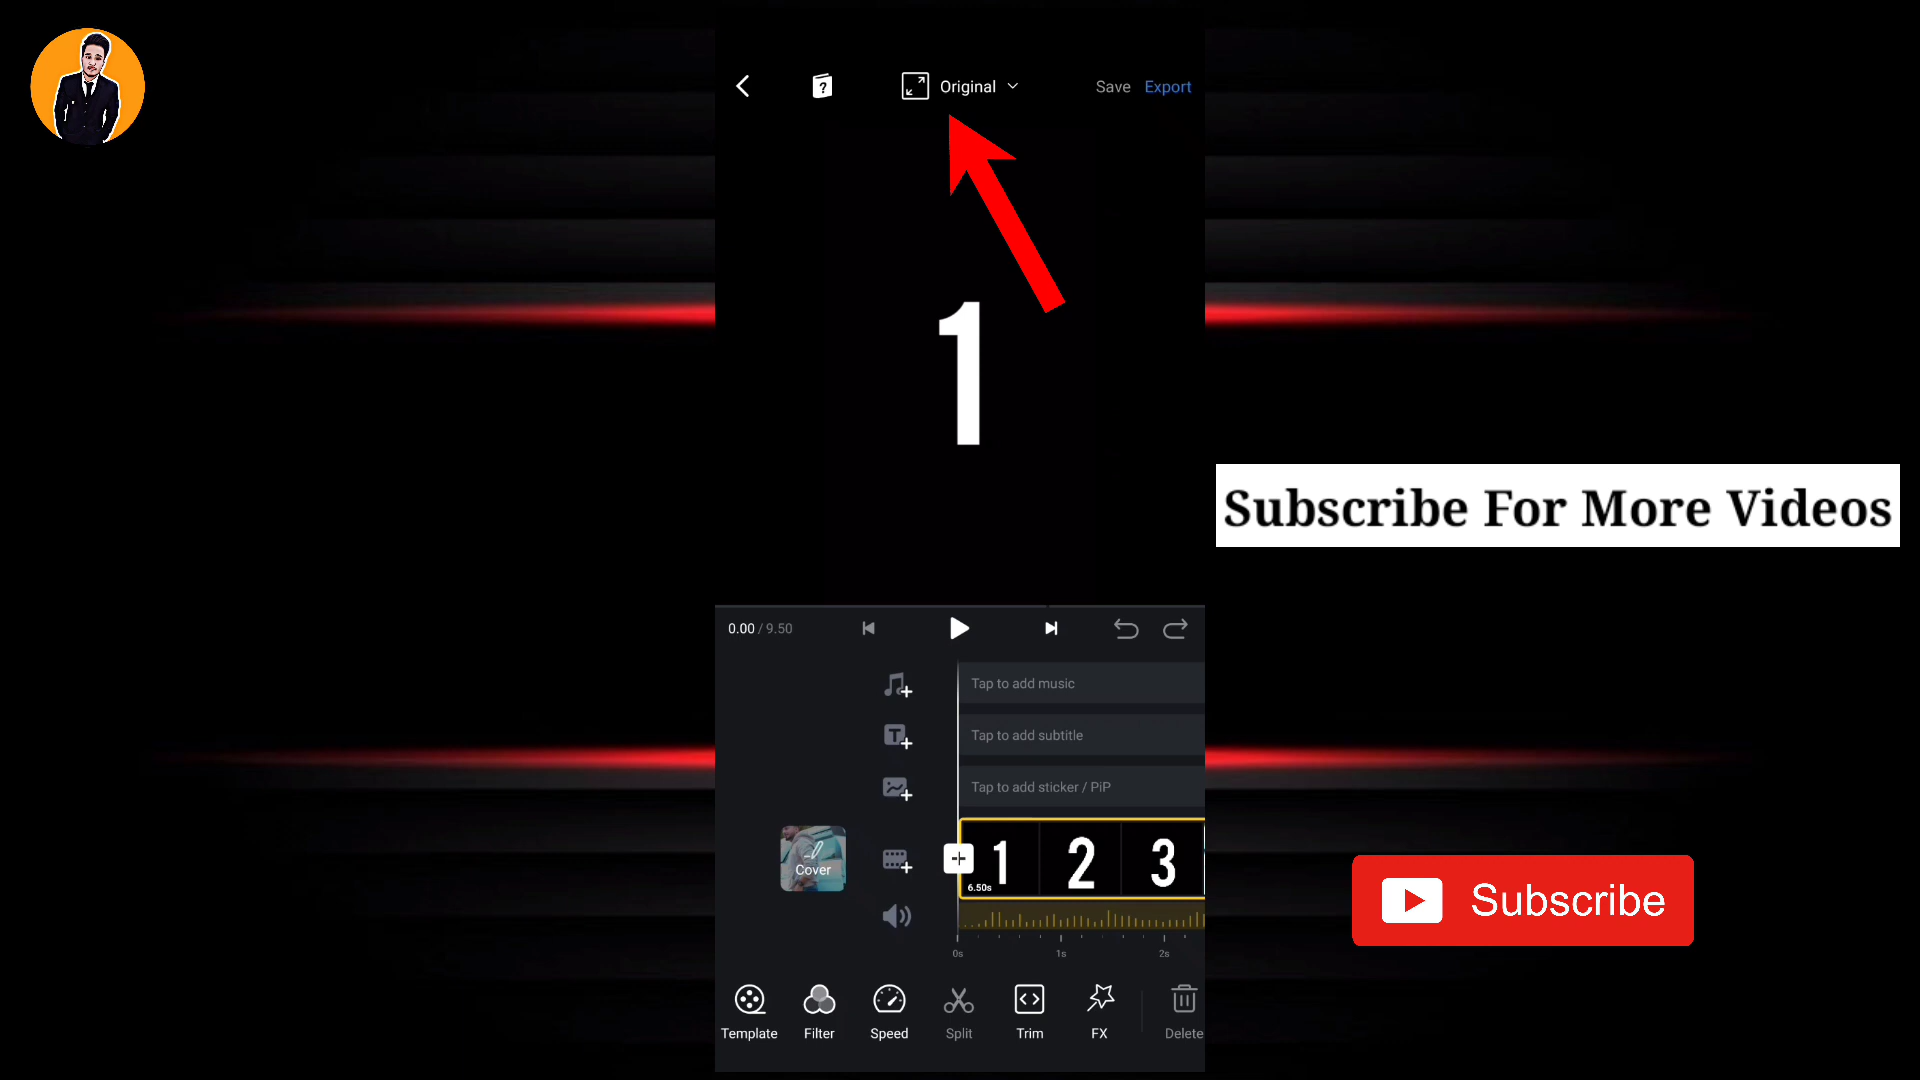 Original
Save Export
1
Subscribe For More Videos
0.00 / 9.50
Tap to add music
Tap to add subtitle
Tap to add sticker / PiP
Cover
1 2 3
6.50s
0s 1s 2s
Subscribe
Template Filter Speed Split Trim FX Delete